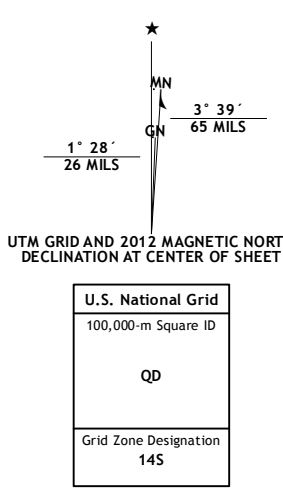 ★
MN
3° 39´
65 MILS
GN
1° 28´
26 MILS
UTM GRID AND 2012 MAGNETIC NORT
DECLINATION AT CENTER OF SHEET
U.S. National Grid
100,000-m Square ID
QD
Grid Zone Designation
14S